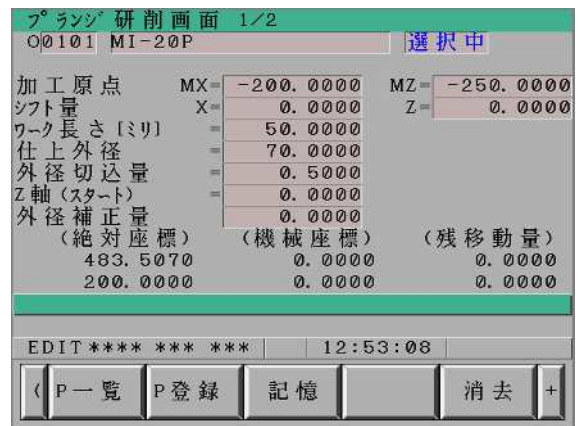 プランジ研削画面 1/2
O0101 MI-20P 選択中
加工原点 MX= -200.0000 MZ= -250.0000
シフト量 X= 0.0000 Z= 0.0000
ワーク長さ[ミリ] = 50.0000
仕上外径 = 70.0000
外径切込量 = 0.5000
Z軸(スタート) = 0.0000
外径補正量 0.0000
(絶対座標) (機械座標) (残移動量)
483.5070 0.0000 0.0000
200.0000 0.0000 0.0000
EDIT **** *** *** 12:53:08
( P一覧 P登録 記憶 消去 +